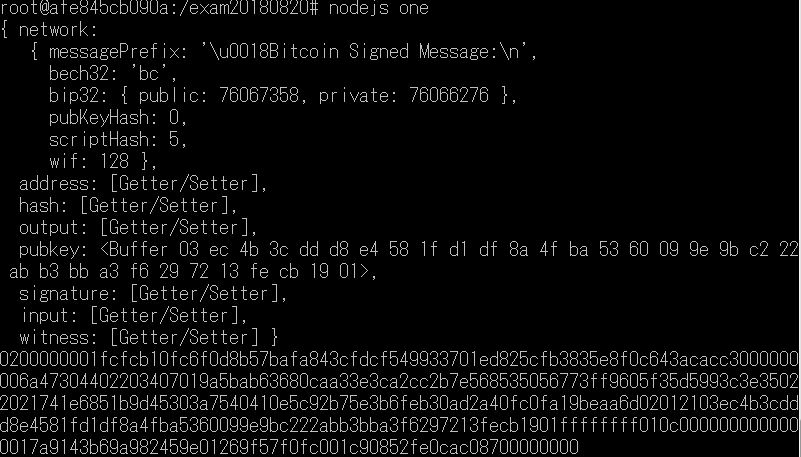 root@afe84bcb090a:/exam20180820# nodejs one
{ network:
   { messagePrefix: '\u0018Bitcoin Signed Message:\n',
     bech32: 'bc',
     bip32: { public: 76067358, private: 76066276 },
     pubKeyHash: 0,
     scriptHash: 5,
     wif: 128 },
  address: [Getter/Setter],
  hash: [Getter/Setter],
  output: [Getter/Setter],
  pubkey: <Buffer 03 ec 4b 3c dd d8 e4 58 1f d1 df 8a 4f ba 53 60 09 9e 9b c2 22
 ab b3 bb a3 f6 29 72 13 fe cb 19 01>,
  signature: [Getter/Setter],
  input: [Getter/Setter],
  witness: [Getter/Setter] }
0200000001fcfcb10fc6f0d8b57bafa843cfdcf549933701ed825cfb3835e8f0c643acacc3000000
006a47304402203407019a5bab63680caa33e3ca2cc2b7e568535056773ff9605f35d5993c3e3502
2021741e6851b9d45303a7540410e5c92b75e3b6feb30ad2a40fc0fa19beaa6d02012103ec4b3cdd
d8e4581fd1df8a4fba5360099e9bc222abb3bba3f6297213fecb1901ffffffff010c000000000000
0017a9143b69a982459e01269f57f0fc001c90852fe0cac08700000000